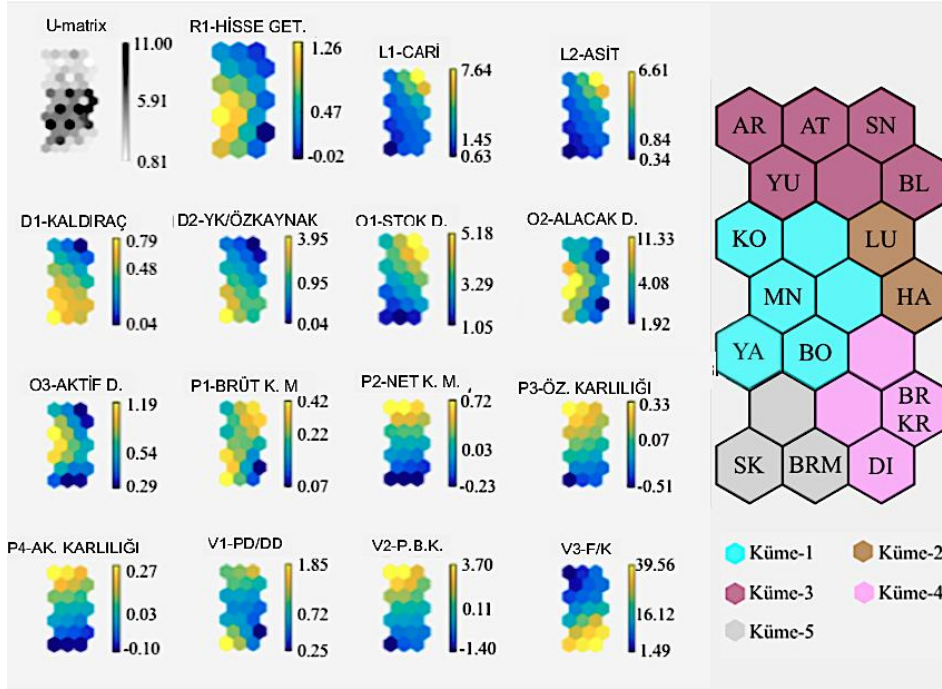 U-matrix
11.00
5.91
0.81
R1-HİSSE GET.
1.26
0.47
-0.02
L1-CARİ
7.64
1.45
0.63
L2-ASİT
6.61
0.84
0.34
D1-KALDIRAÇ
0.79
0.48
0.04
D2-YK/ÖZKAYNAK
3.95
0.95
0.04
O1-STOK D.
5.18
3.29
1.05
O2-ALACAK D.
11.33
4.08
1.92
O3-AKTİF D.
1.19
0.54
0.29
P1-BRÜT K. M
0.42
0.22
0.07
P2-NET K. M.
0.72
0.03
-0.23
P3-ÖZ. KARLILIĞI
0.33
0.07
-0.51
P4-AK. KARLILIĞI
0.27
0.03
-0.10
V1-PD/DD
1.85
0.72
0.25
V2-P.B.K.
3.70
0.11
-1.40
V3-F/K
39.56
16.12
1.49
AR AT SN
YU BL
KO LU
MN HA
YA BO
BR
KR
SK BRM DI
Küme-1 Küme-2
Küme-3 Küme-4
Küme-5